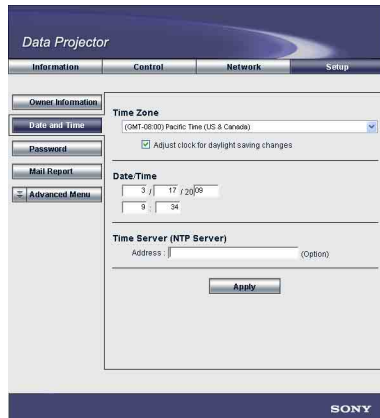 Data Projector
Information Control Network Setup
Owner Information
Date and Time
Password
Mail Report
Advanced Menu
Time Zone
(GMT-08:00) Pacific Time (US & Canada)
Adjust clock for daylight saving changes
Date/Time
3 / 17 / 2009
9 : 34
Time Server (NTP Server)
Address : (Option)
Apply
SONY